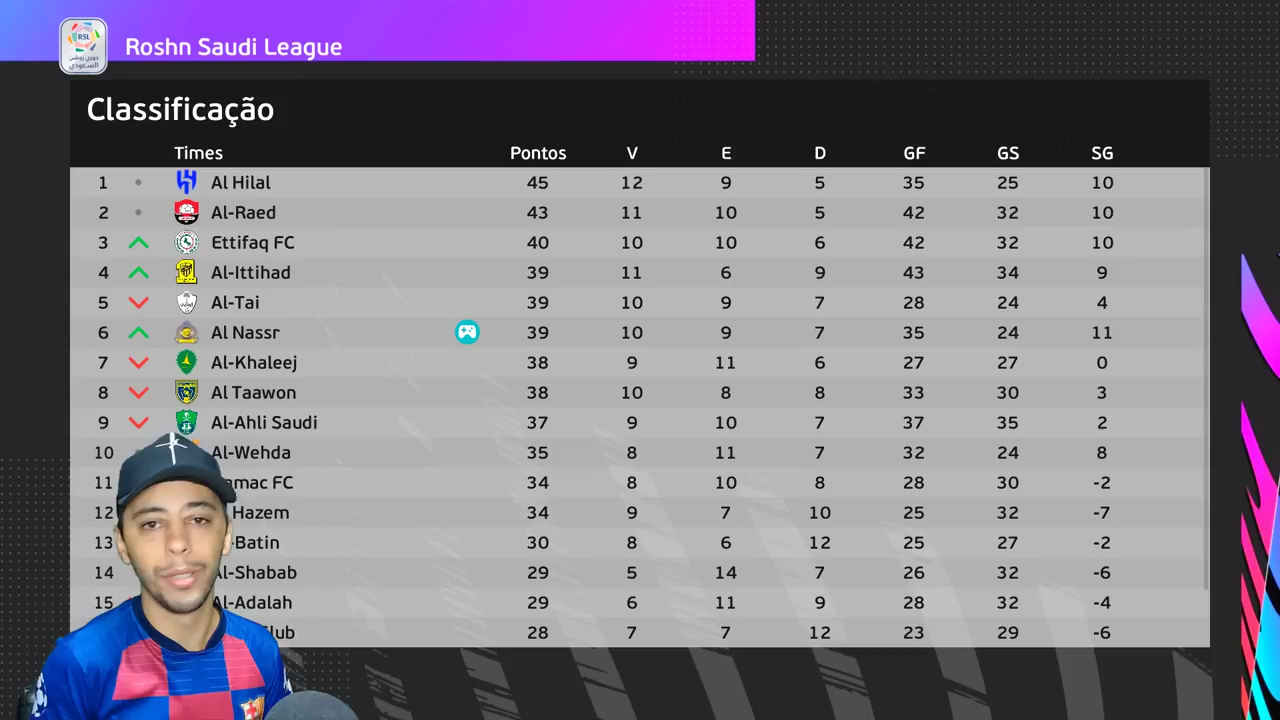 RSL
دوري روشن
السعودي
Roshn Saudi League
Classificação
Times Pontos V E D GF GS SG
1 Al Hilal 45 12 9 5 35 25 10
2 Al-Raed 43 11 10 5 42 32 10
3 Ettifaq FC 40 10 10 6 42 32 10
4 Al-Ittihad 39 11 6 9 43 34 9
5 Al-Tai 39 10 9 7 28 24 4
6 Al Nassr 39 10 9 7 35 24 11
7 Al-Khaleej 38 9 11 6 27 27 0
8 Al Taawon 38 10 8 8 33 30 3
9 Al-Ahli Saudi 37 9 10 7 37 35 2
10 Al-Wehda 35 8 11 7 32 24 8
11 amac FC 34 8 10 8 28 30 -2
12 Hazem 34 9 7 10 25 32 -7
13 -Batin 30 8 6 12 25 27 -2
14 Al-Shabab 29 5 14 7 26 32 -6
15 Al-Adalah 29 6 11 9 28 32 -4
lub 28 7 7 12 23 29 -6